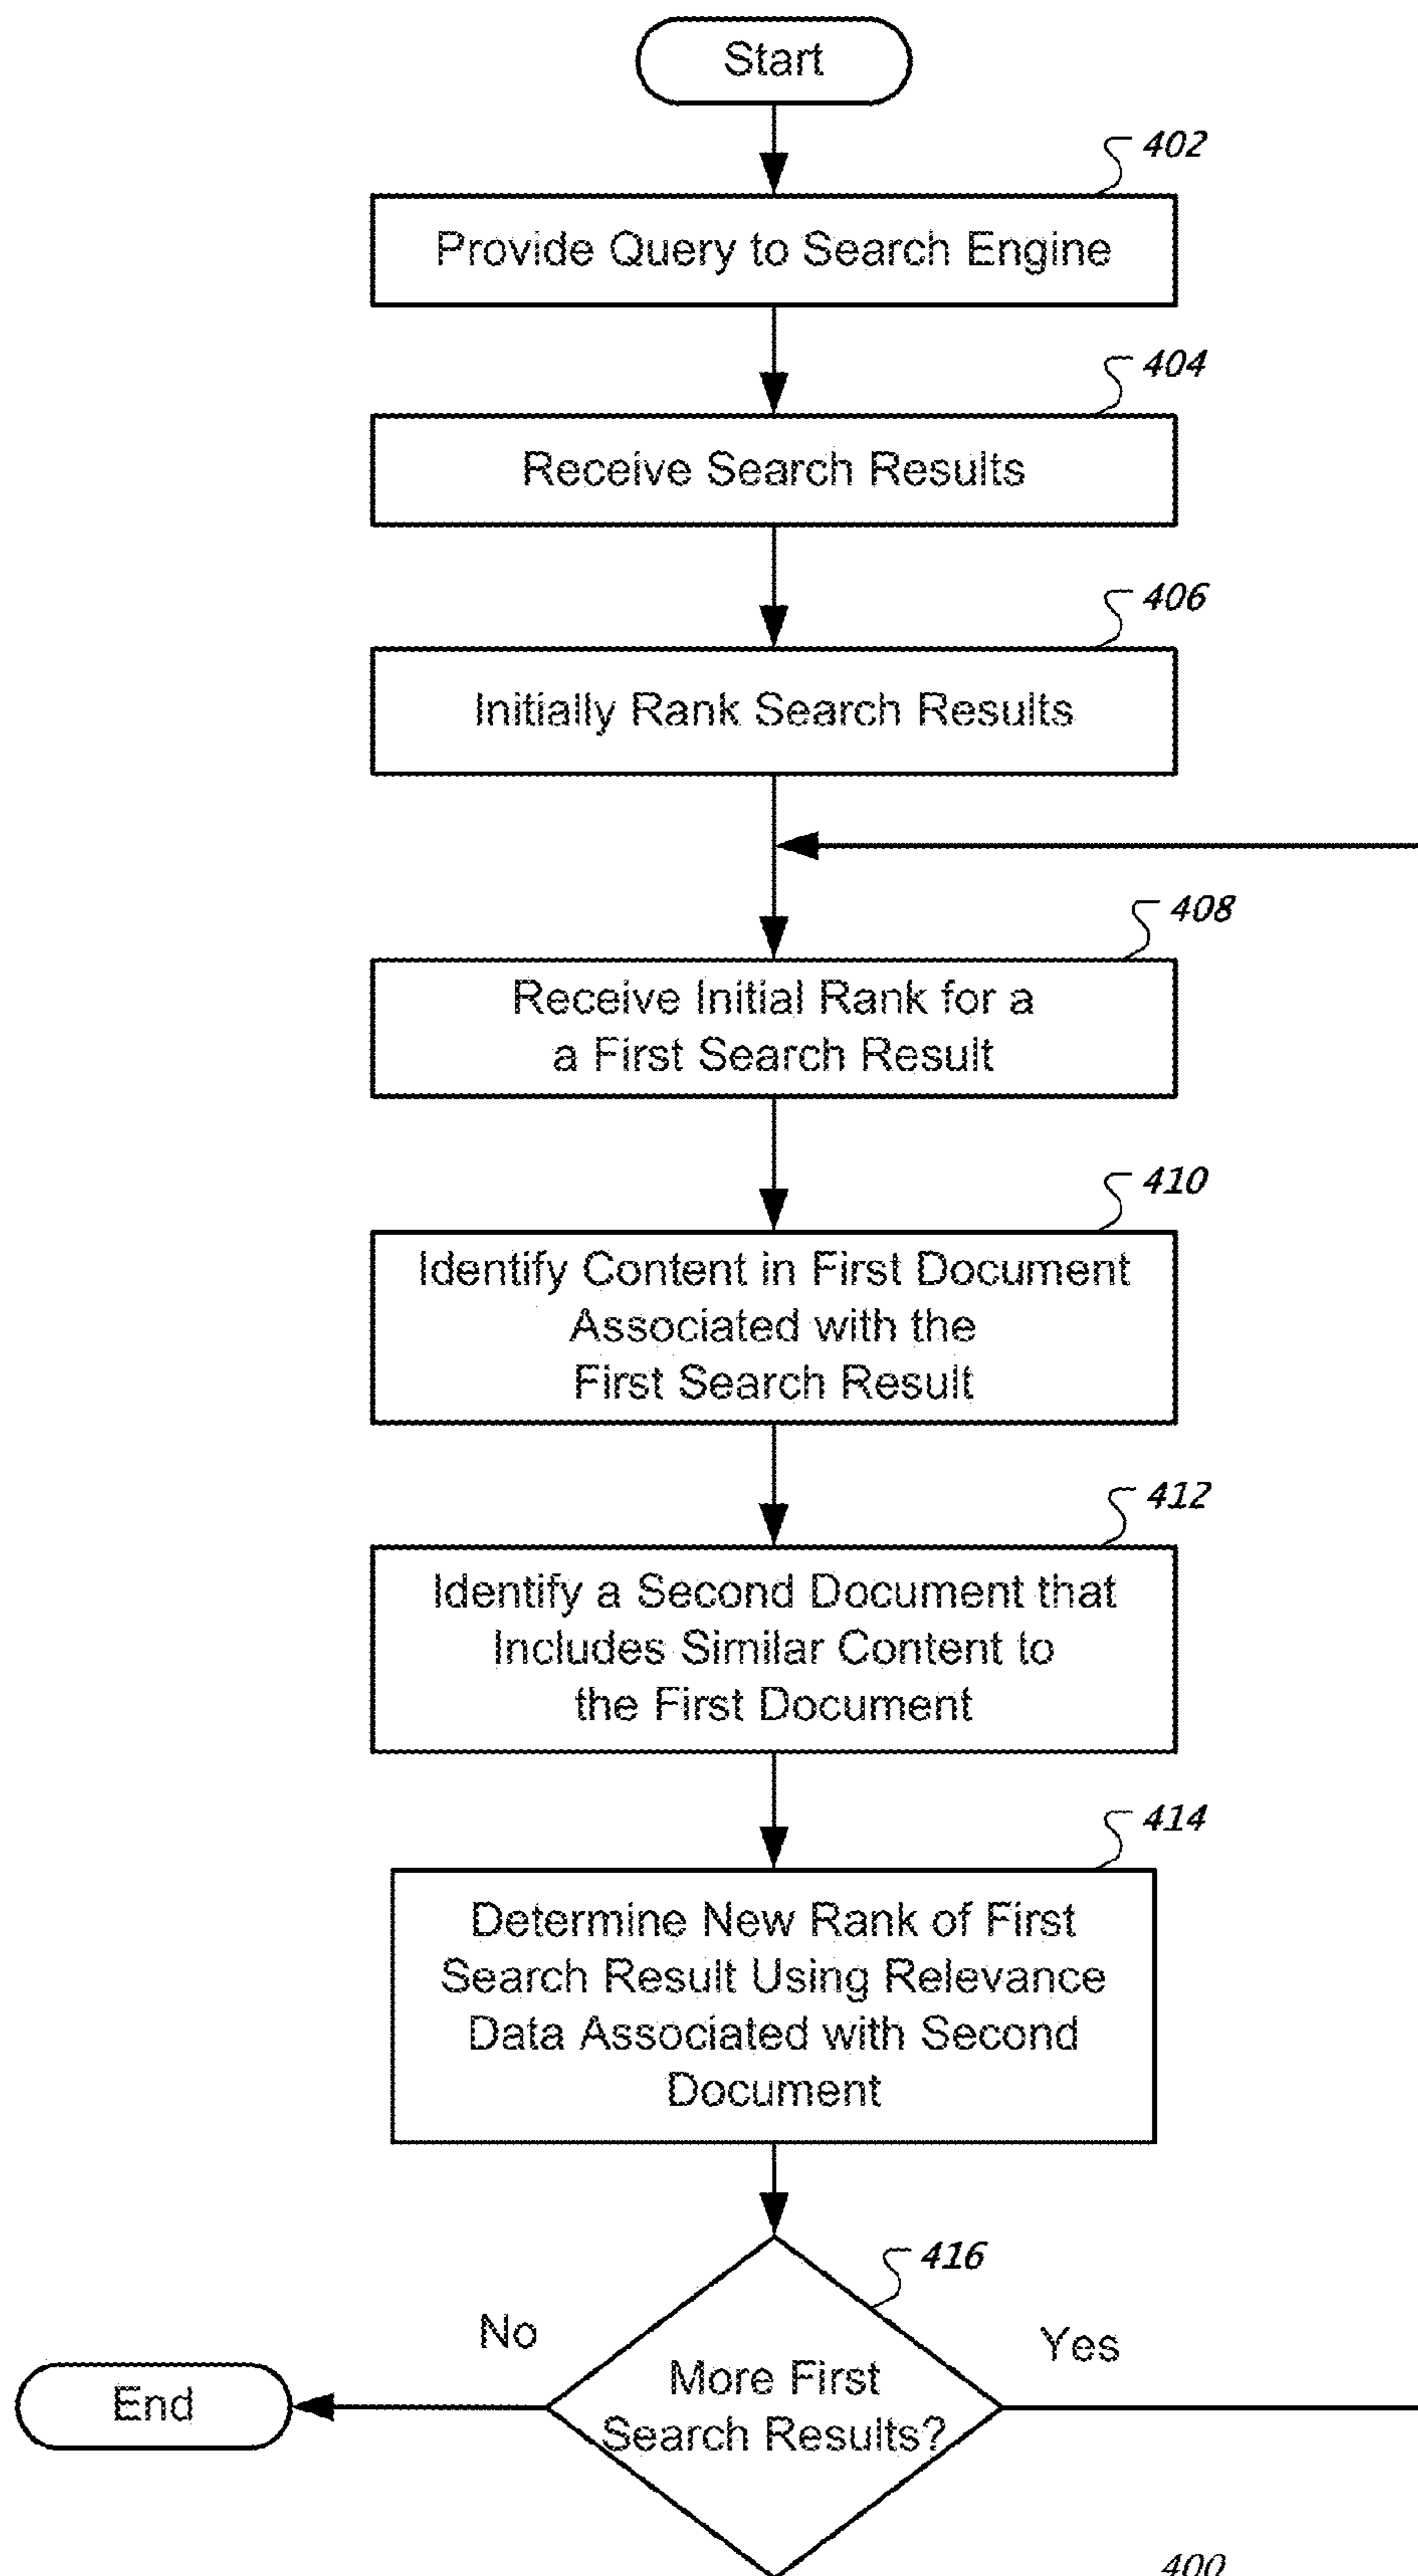 Start
402
Provide Query to Search Engine
404
Receive Search Results
406
Initially Rank Search Results
408
Receive Initial Rank for a
a First Search Result
410
Identify Content in First Document
Associated with the
First Search Result
412
Identify a Second Document that
Includes Similar Content to
the First Document
414
Determine New Rank of First
Search Result Using Relevance
Data Associated with Second
Document
416
No
Yes
More First
Search Results?
End
400